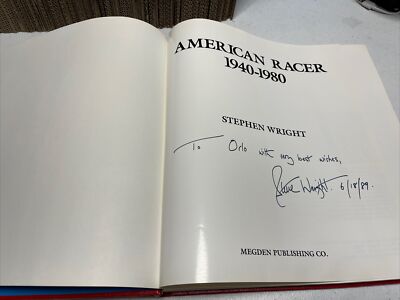 AMERICAN RACER
1940-1980
STEPHEN WRIGHT
To Orlo with my best wishes,
Steve Wright. 6/18/89.
MEGDEN PUBLISHING CO.